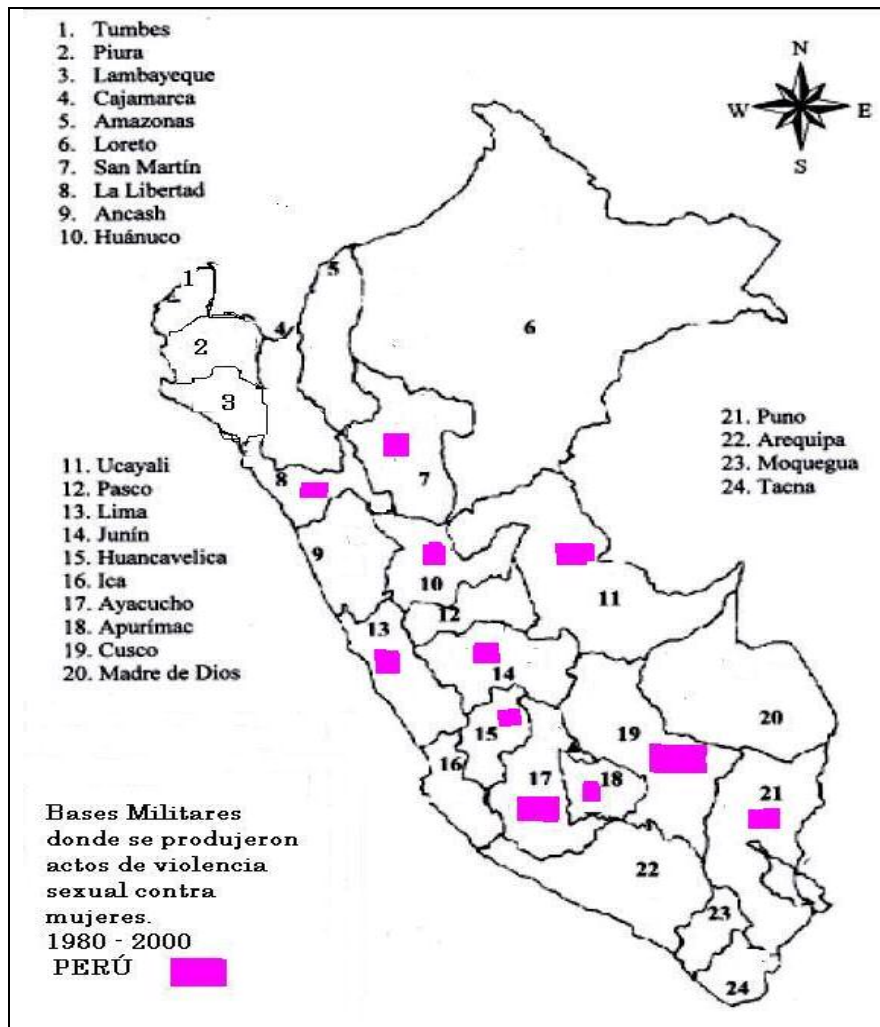 1. Tumbes
2. Piura
3. Lambayeque
4. Cajamarca
5. Amazonas
6. Loreto
7. San Martín
8. La Libertad
9. Ancash
10. Huánuco
N
W E
S
1
5
4
6
2
3
21. Puno
22. Arequipa
23. Moquegua
24. Tacna
11. Ucayali
12. Pasco
13. Lima
14. Junín
15. Huancavelica
16. Ica
17. Ayacucho
18. Apurímac
19. Cusco
20. Madre de Dios
7
8
9
10
11
12
13
14
15
16
17
18
19
20
21
22
23
24
Bases Militares
donde se produjeron
actos de violencia
sexual contra
mujeres.
1980 - 2000
PERÚ